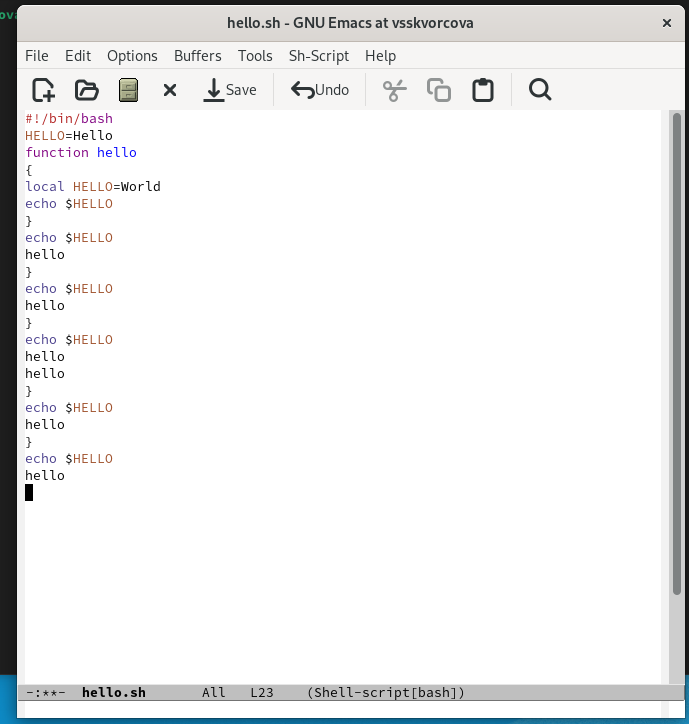 ova
hello.sh - GNU Emacs at vsskvorcova
File Edit Options Buffers Tools Sh-Script Help
Save Undo
#!/bin/bash
HELLO=Hello
function hello
{
local HELLO=World
echo $HELLO
}
echo $HELLO
hello
}
echo $HELLO
hello
}
echo $HELLO
hello
hello
}
echo $HELLO
hello
}
echo $HELLO
hello
-:**- hello.sh All L23 (Shell-script[bash])